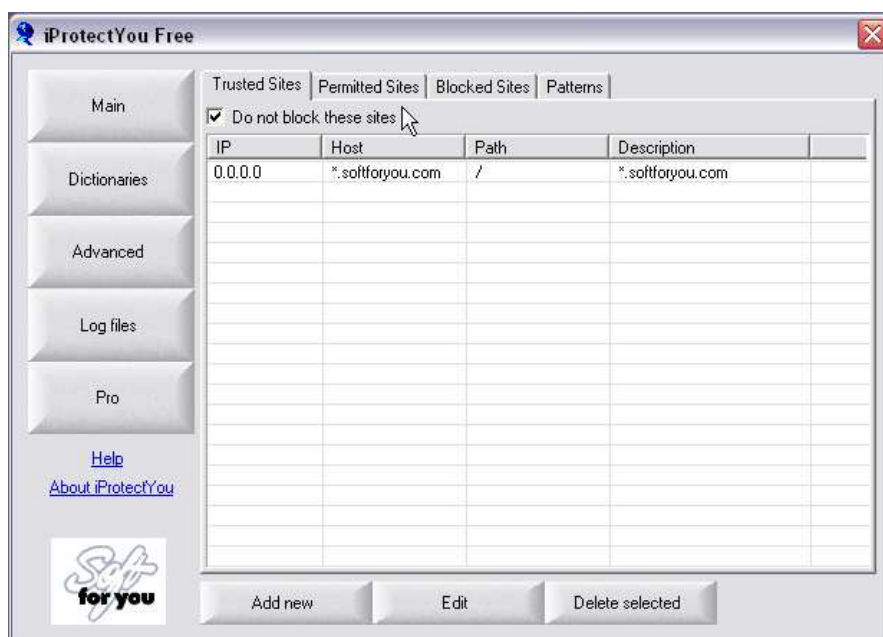 iProtectYou Free
Main
Dictionaries
Advanced
Log files
Pro
Help
About iProtectYou
Soft
for you
Trusted Sites Permitted Sites Blocked Sites Patterns
Do not block these sites
IP Host Path Description
0.0.0.0 *.softforyou.com / *.softforyou.com
Add new Edit Delete selected